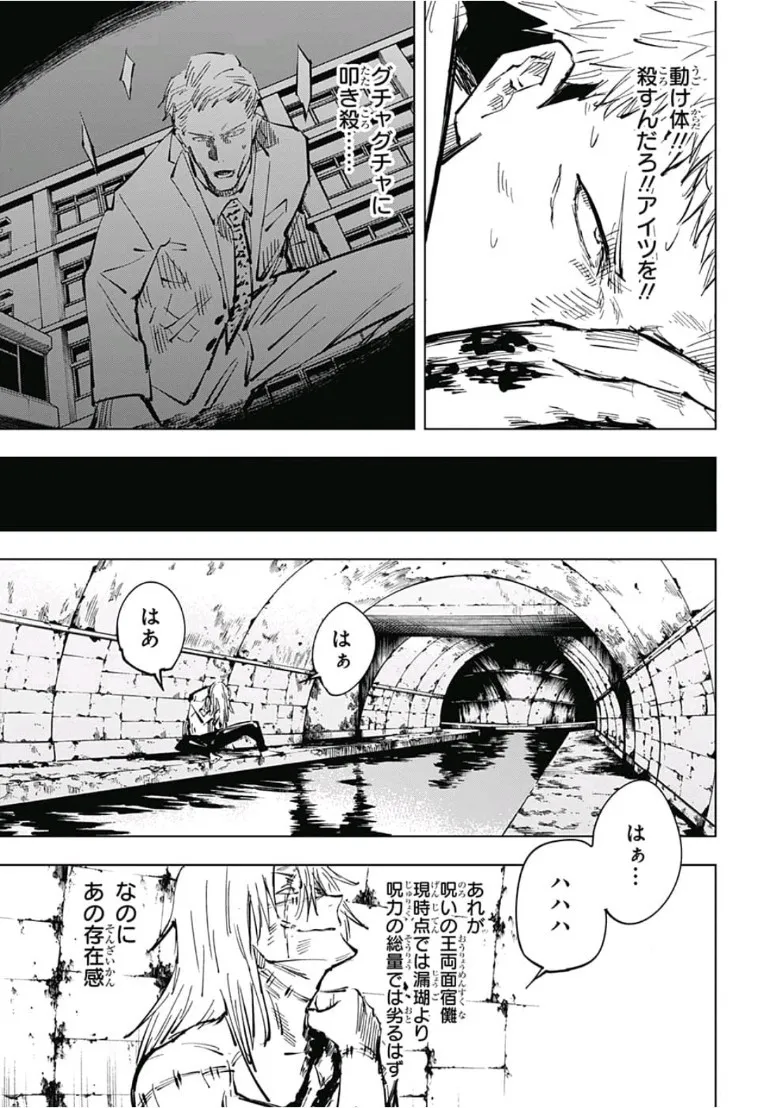 動け体!!
殺すんだろ!!アイツを!!
グチャグチャに
叩き殺……
はぁ
はあ
はぁ…
ハハハ
あれが
呪いの王両面宿儺
現時点では漏瑚より
呪力の総量では劣るはず
なのに
あの存在感